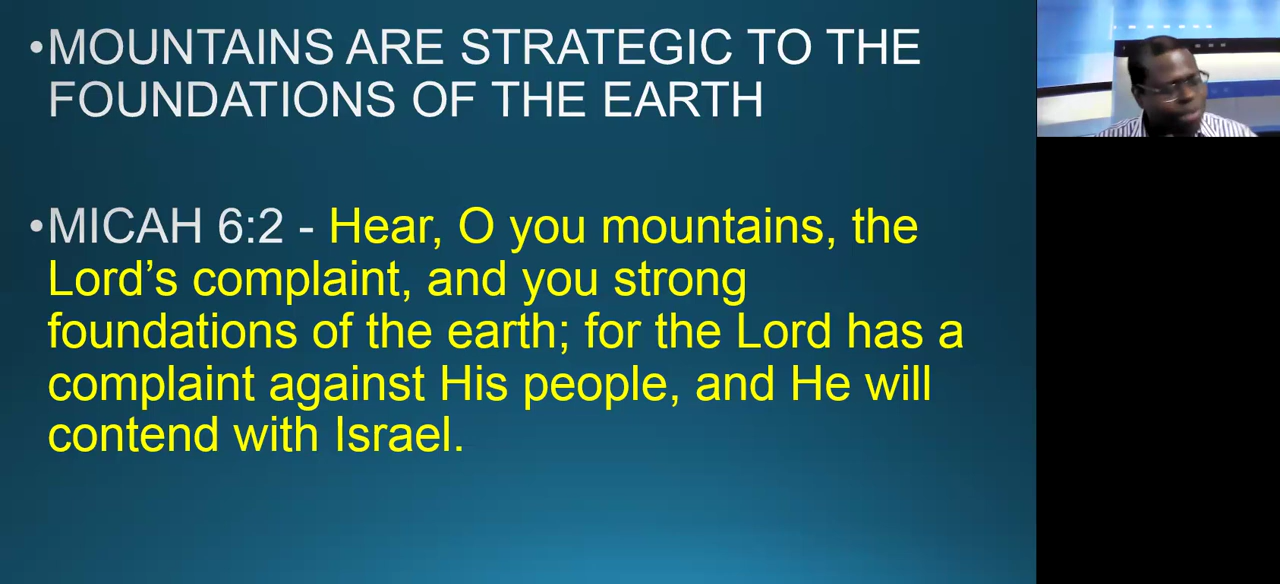 •MOUNTAINS ARE STRATEGIC TO THE
FOUNDATIONS OF THE EARTH
•MICAH 6:2 - Hear, O you mountains, the
Lord’s complaint, and you strong
foundations of the earth; for the Lord has a
complaint against His people, and He will
contend with Israel.